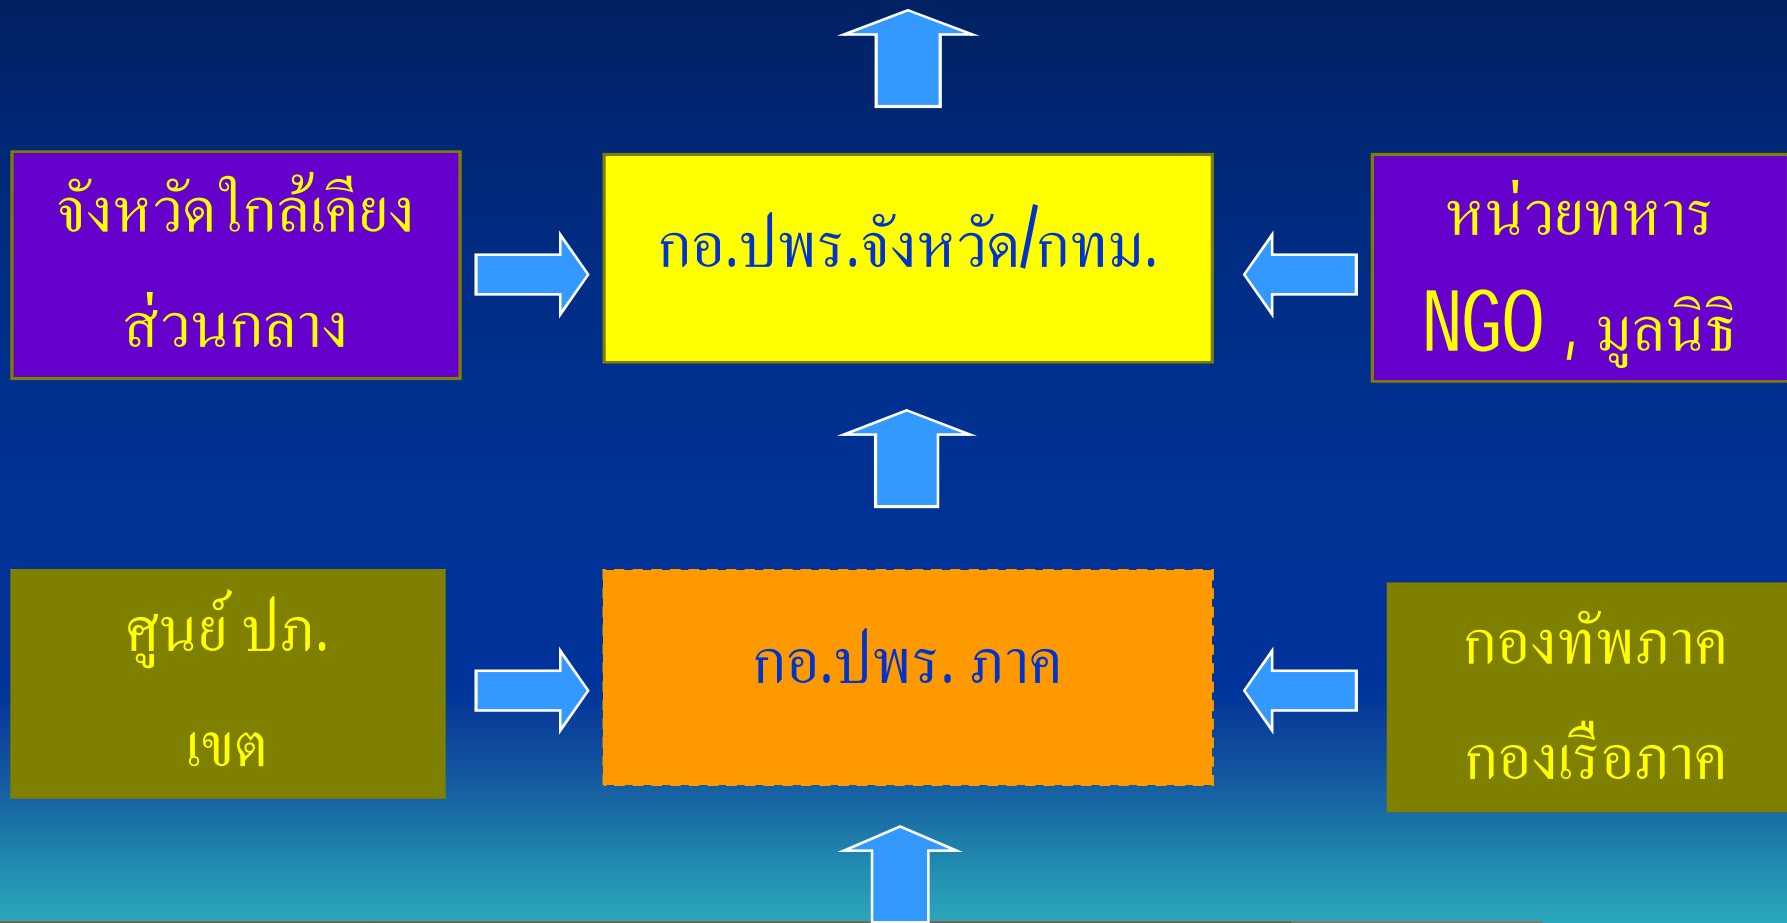 จังหวัดใกล้เคียง
ส่วนกลาง
กอ.ปพร.จังหวัด/กทม.
หน่วยทหาร
NGO , มูลนิธิ
ศูนย์ ปภ.
เขต
กอ.ปพร. ภาค
กองทัพภาค
กองเรือภาค